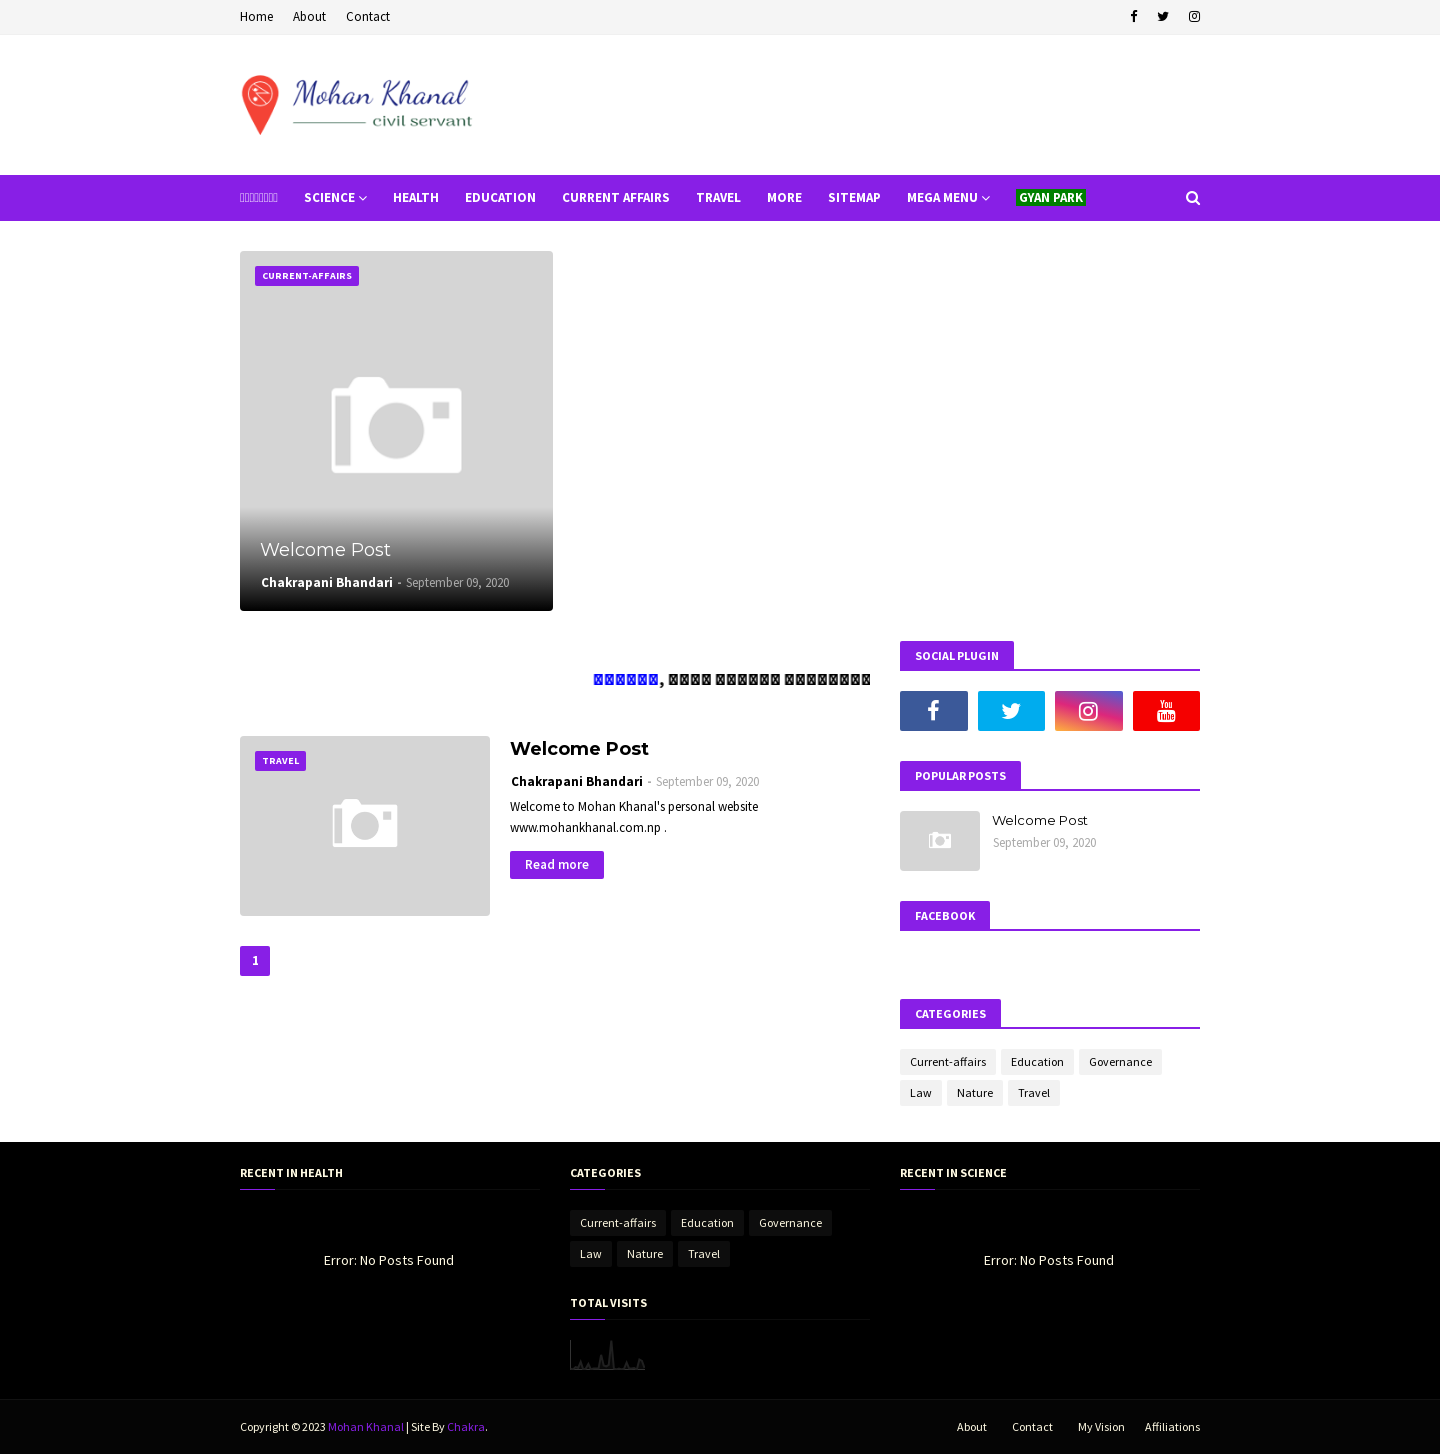 Home About Contact
Mohan Khanal
civil servant
SCIENCE HEALTH EDUCATION CURRENT AFFAIRS TRAVEL MORE SITEMAP MEGA MENU GYAN PARK
CURRENT-AFFAIRS
Welcome Post
Chakrapani Bhandari - September 09, 2020
SOCIAL PLUGIN
TRAVEL
Welcome Post
Chakrapani Bhandari - September 09, 2020
Welcome to Mohan Khanal's personal website
www.mohankhanal.com.np .
Read more
1
POPULAR POSTS
Welcome Post
September 09, 2020
FACEBOOK
CATEGORIES
Current-affairs Education Governance
Law Nature Travel
RECENT IN HEALTH
Error: No Posts Found
CATEGORIES
Current-affairs Education Governance
Law Nature Travel
TOTAL VISITS
RECENT IN SCIENCE
Error: No Posts Found
Copyright © 2023 Mohan Khanal | Site By Chakra.
About Contact My Vision Affiliations